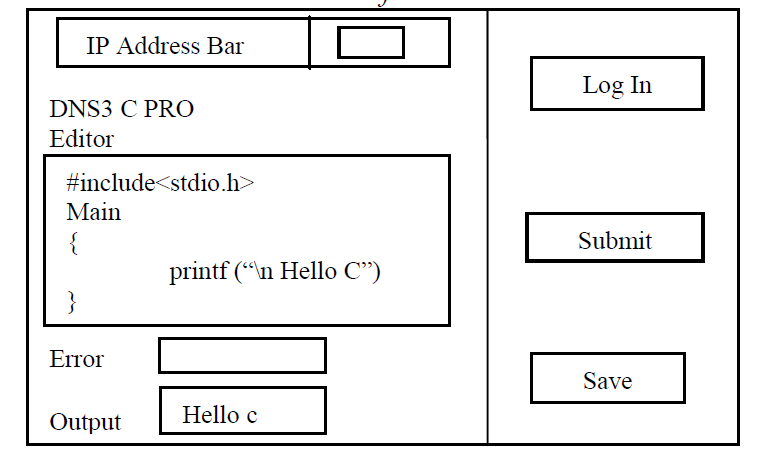 IP Address Bar
DNS3 C PRO
Editor
#include<stdio.h>
Main
{
printf (“\n Hello C”)
}
Error
Output
Hello c
Log In
Submit
Save